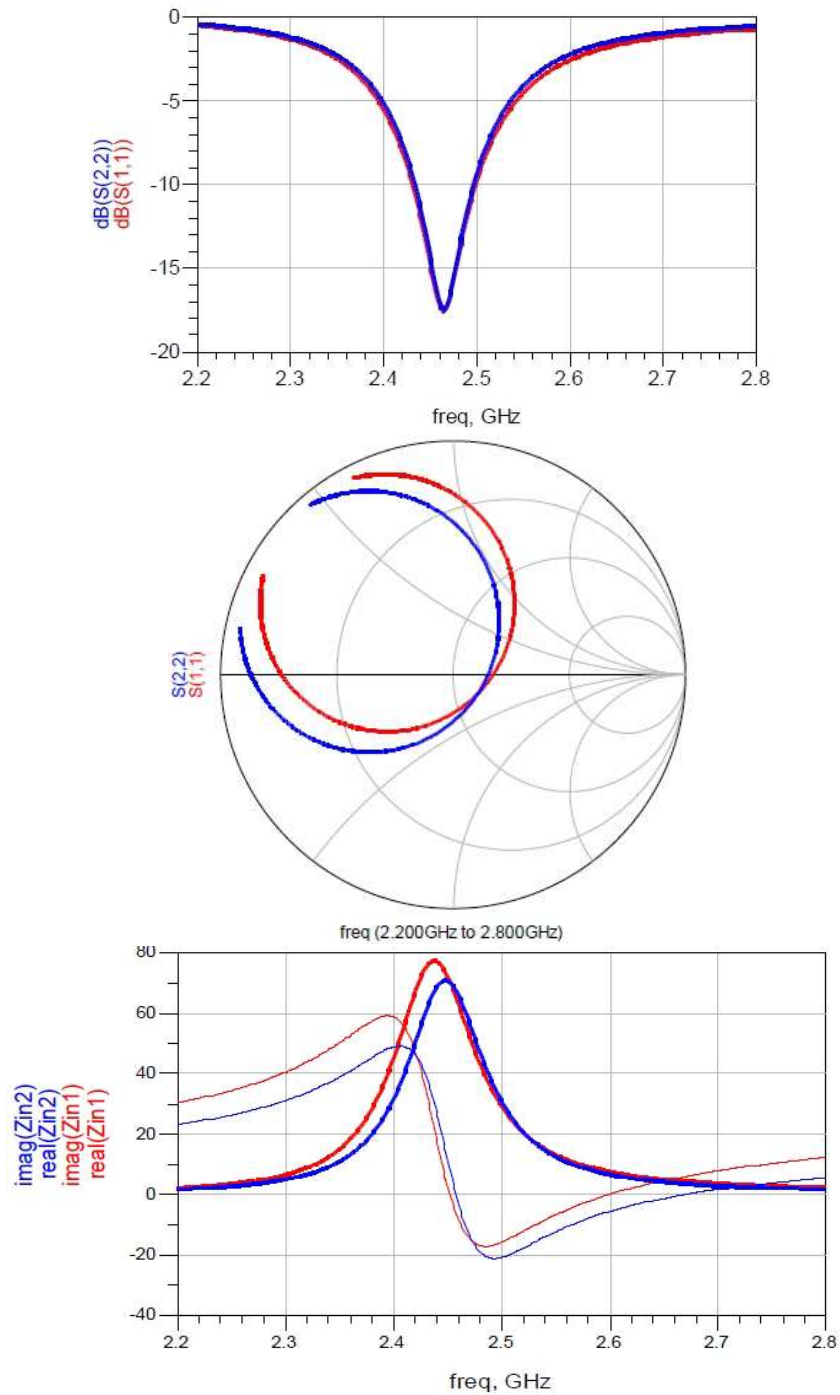 0
-5
-10
-15
-20
dB(S(2,2))
dB(S(1,1))
2.2 2.3 2.4 2.5 2.6 2.7 2.8
freq, GHz
S(2,2)
S(1,1)
freq (2.200GHz to 2.800GHz)
80
60
40
20
0
-20
-40
imag(Zin2)
real(Zin2)
imag(Zin1)
real(Zin1)
2.2 2.3 2.4 2.5 2.6 2.7 2.8
freq, GHz